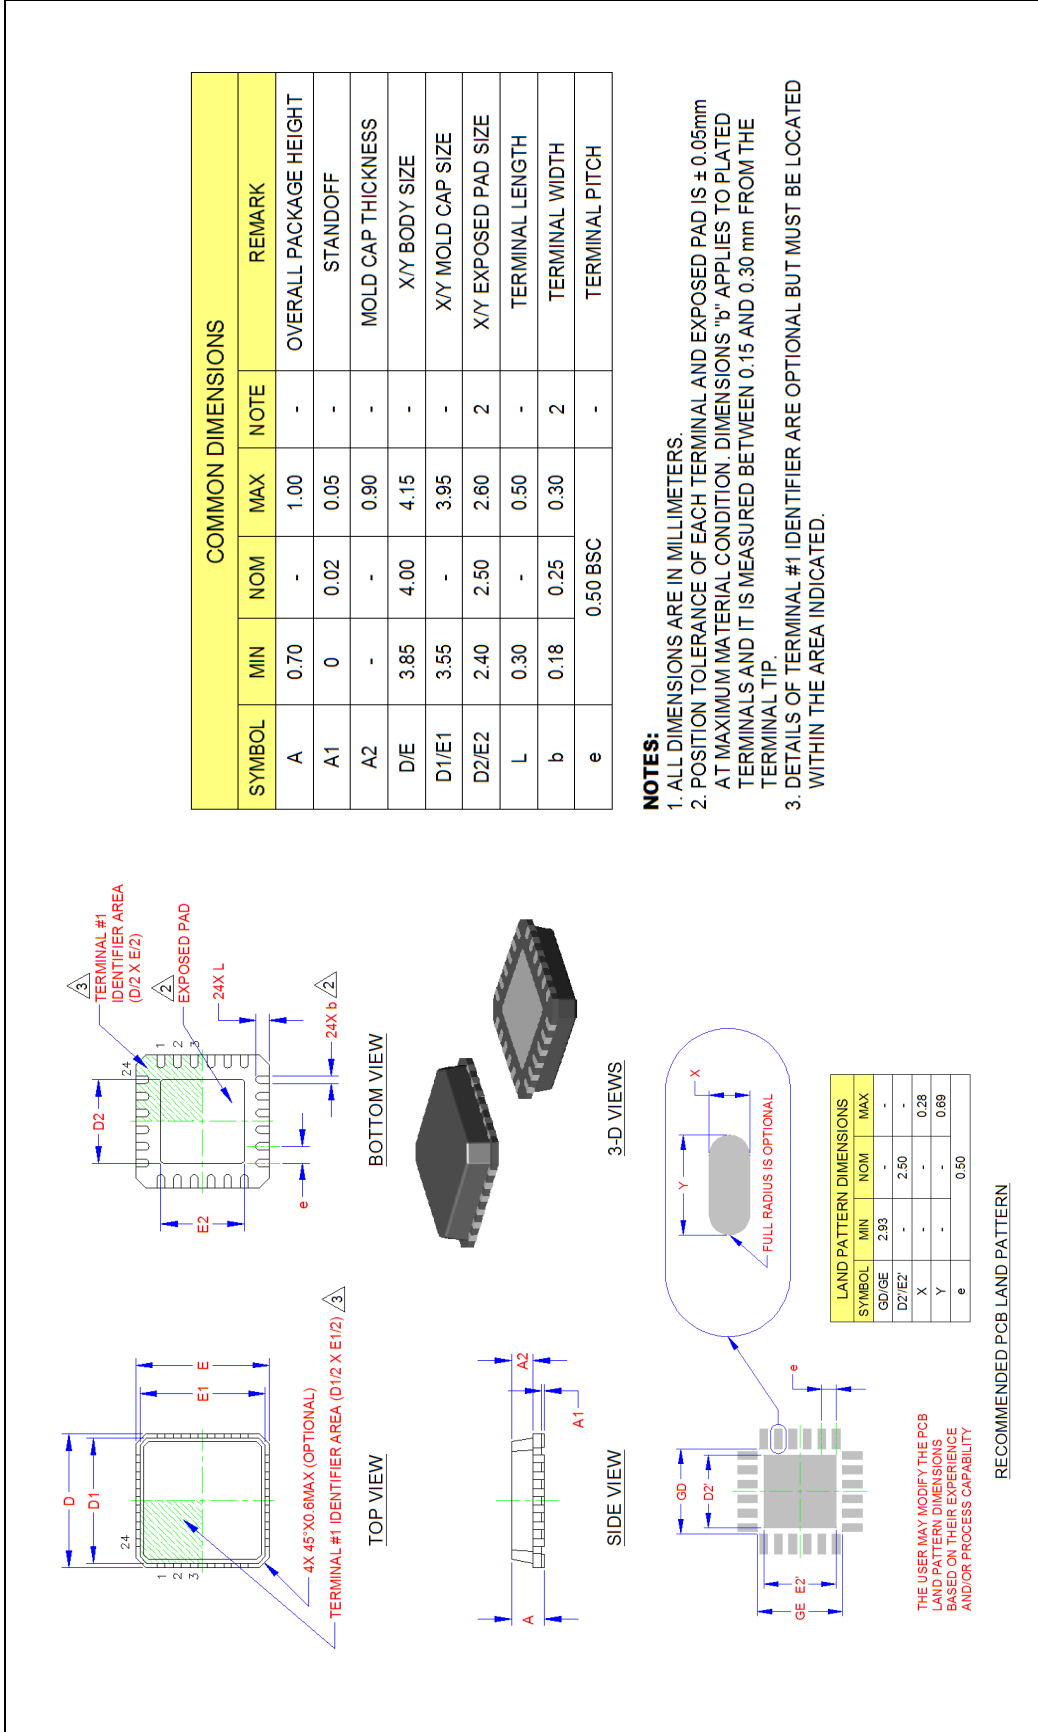 24
D
D1
E
E1
1
2
3
4X 45°X0.6MAX (OPTIONAL)
TERMINAL #1 IDENTIFIER AREA (D1/2 X E1/2) 3
TOP VIEW
D2
24
E2
1
2
3
3
TERMINAL #1
IDENTIFIER AREA
(D/2 X E/2)
2
EXPOSED PAD
24X L
24X b 2
e
BOTTOM VIEW
A
A2
A1
SIDE VIEW
3-D VIEWS
GD
D2'
GE
E2'
e
X
Y
FULL RADIUS IS OPTIONAL
THE USER MAY MODIFY THE PCB
LAND PATTERN DIMENSIONS
BASED ON THEIR EXPERIENCE
AND/OR PROCESS CAPABILITY
LAND PATTERN DIMENSIONS
SYMBOL MIN NOM MAX
GD/GE 2.93 - -
D2'/E2' - 2.50 -
X - - 0.28
Y - - 0.69
e 0.50
RECOMMENDED PCB LAND PATTERN
COMMON DIMENSIONS
SYMBOL MIN NOM MAX NOTE REMARK
A 0.70 - 1.00 - OVERALL PACKAGE HEIGHT
A1 0 0.02 0.05 - STANDOFF
A2 - - 0.90 - MOLD CAP THICKNESS
D/E 3.85 4.00 4.15 - X/Y BODY SIZE
D1/E1 3.55 - 3.95 - X/Y MOLD CAP SIZE
D2/E2 2.40 2.50 2.60 2 X/Y EXPOSED PAD SIZE
L 0.30 - 0.50 - TERMINAL LENGTH
b 0.18 0.25 0.30 2 TERMINAL WIDTH
e 0.50 BSC - TERMINAL PITCH
NOTES:
1. ALL DIMENSIONS ARE IN MILLIMETERS.
2. POSITION TOLERANCE OF EACH TERMINAL AND EXPOSED PAD IS ± 0.05mm
AT MAXIMUM MATERIAL CONDITION. DIMENSIONS "b" APPLIES TO PLATED
TERMINALS AND IT IS MEASURED BETWEEN 0.15 AND 0.30 mm FROM THE
TERMINAL TIP.
3. DETAILS OF TERMINAL #1 IDENTIFIER ARE OPTIONAL BUT MUST BE LOCATED
WITHIN THE AREA INDICATED.